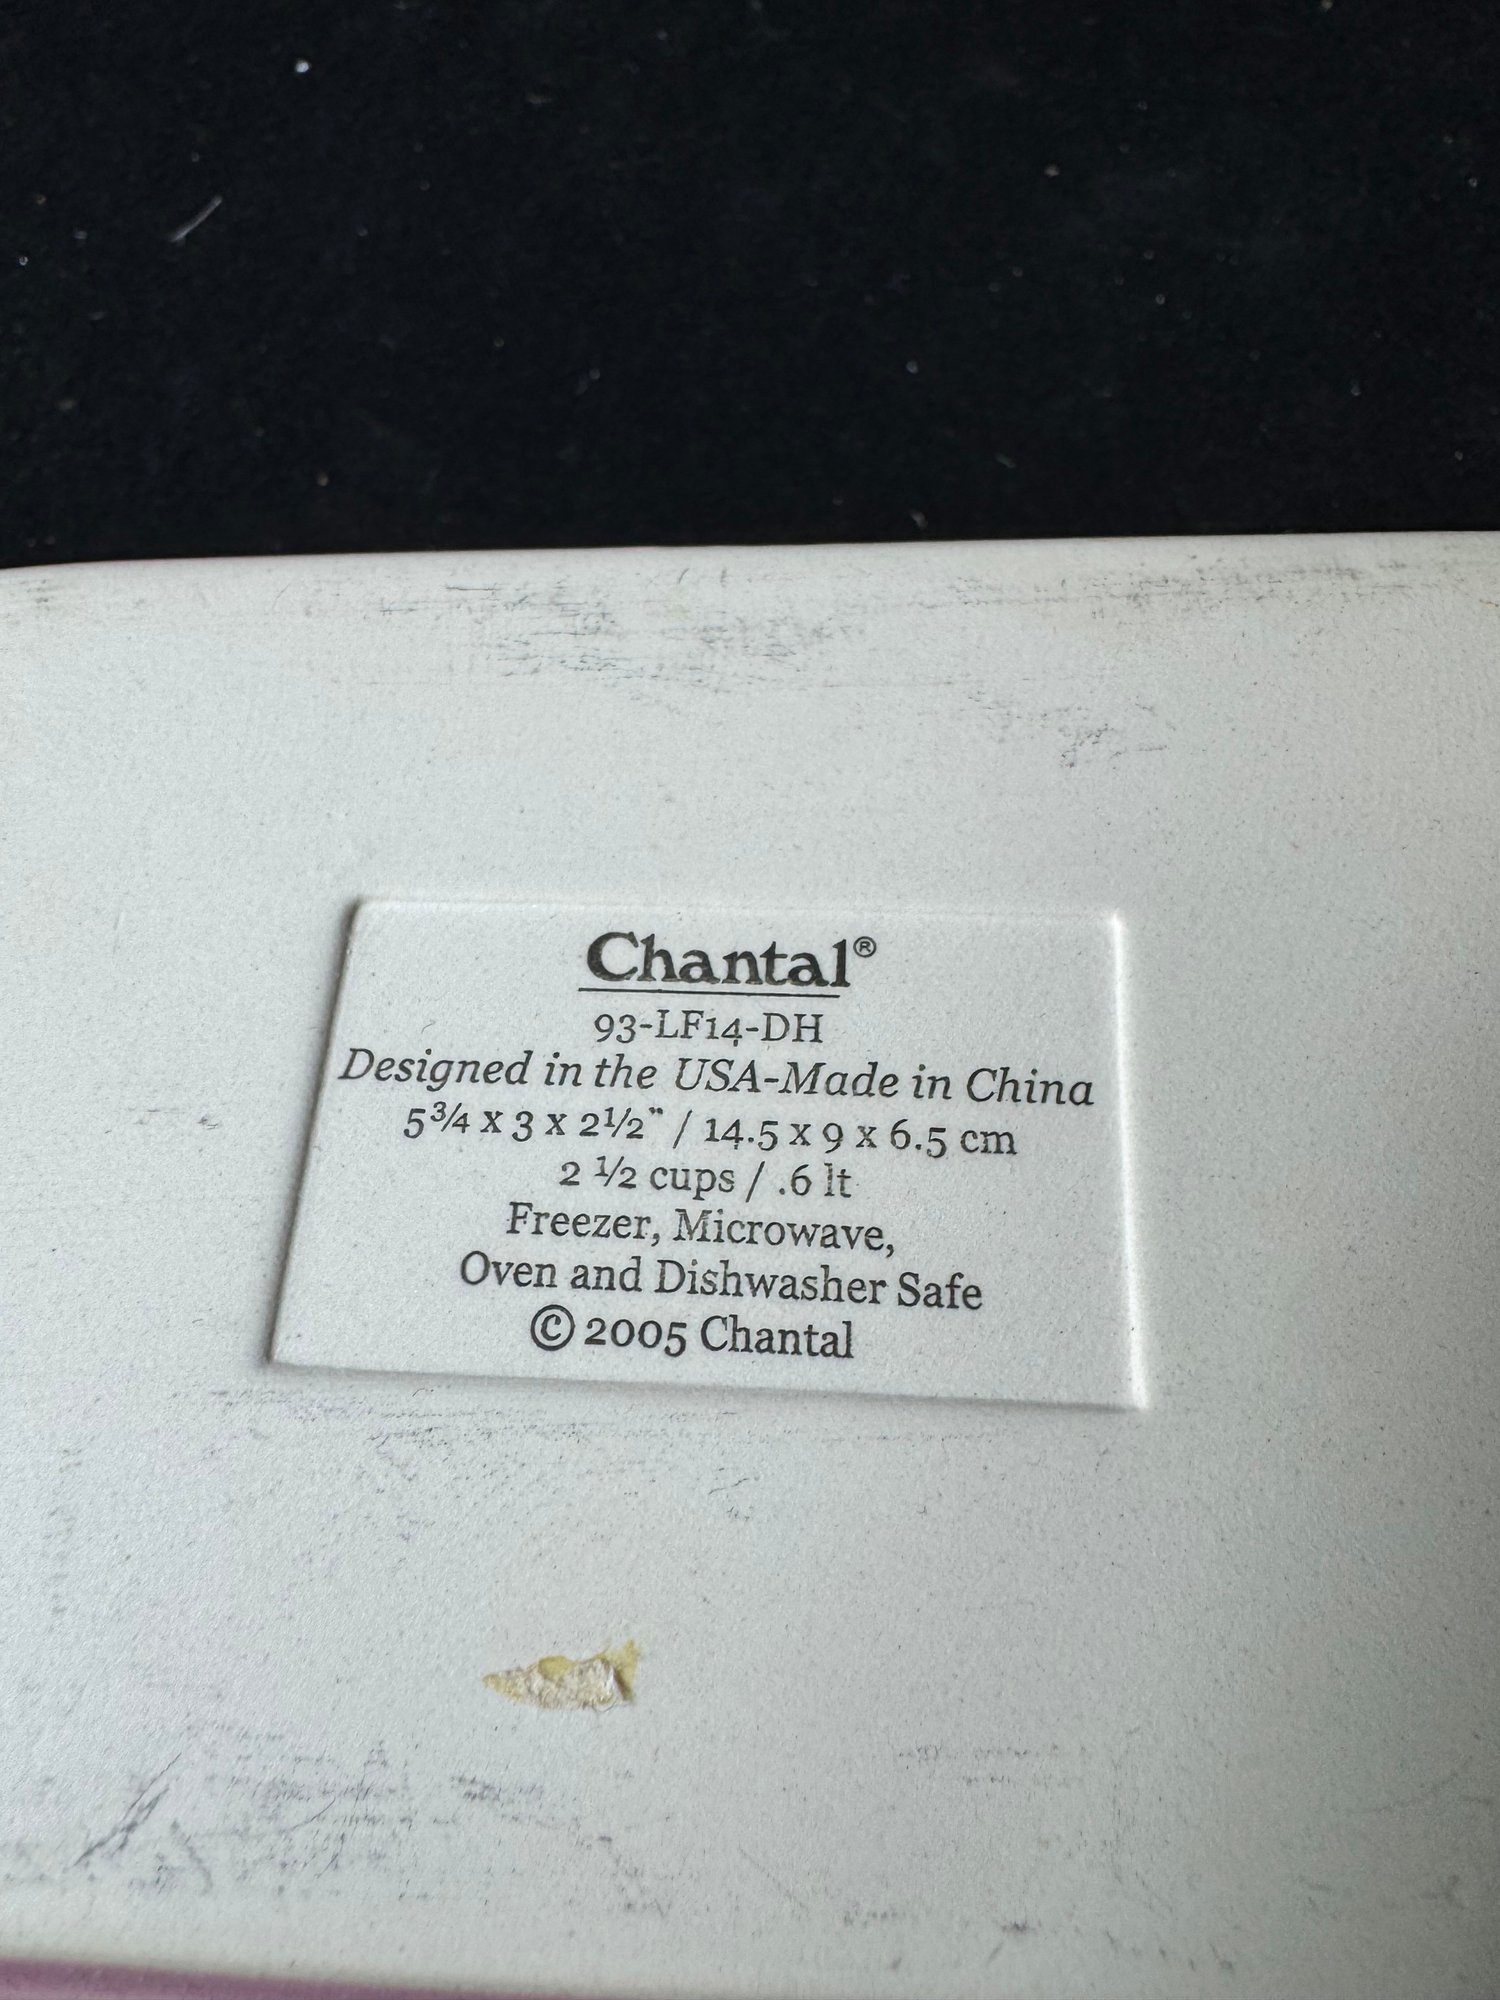 Chantal®
93-LF14-DH
Designed in the USA-Made in China
5¾ x 3 x 2½" / 14.5 x 9 x 6.5 cm
2 ½ cups / .6 lt
Freezer, Microwave,
Oven and Dishwasher Safe
© 2005 Chantal